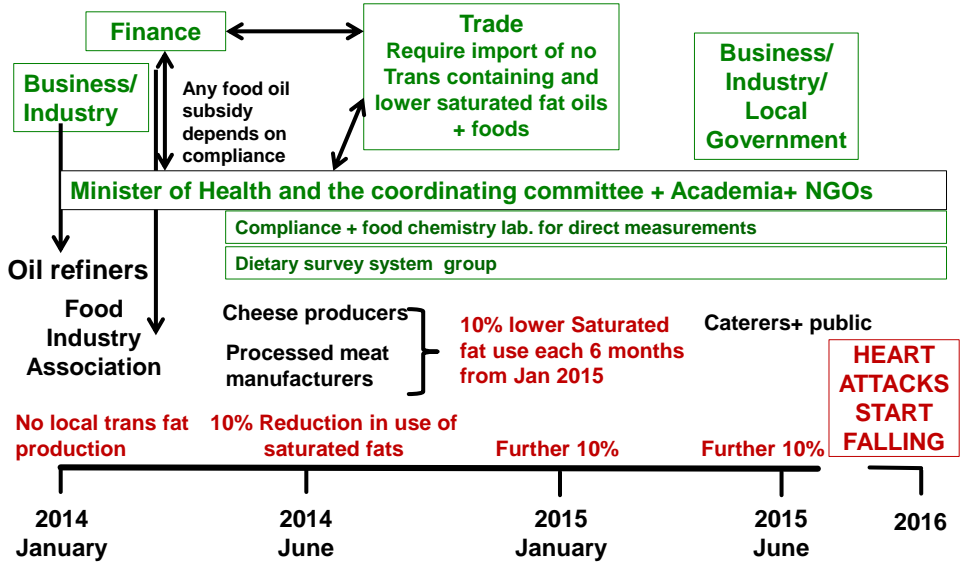 Finance
Trade
Require import of no
Trans containing and
lower saturated fat oils
+ foods
Business/
Industry/
Local
Government
Business/
Industry
Any food oil
subsidy
depends on
compliance
Minister of Health and the coordinating committee + Academia+ NGOs
Compliance + food chemistry lab. for direct measurements
Dietary survey system group
Oil refiners
Food
Industry
Association
Cheese producers
Processed meat
manufacturers
10% lower Saturated
fat use each 6 months
from Jan 2015
Caterers+ public
HEART
ATTACKS
START
FALLING
No local trans fat
production
10% Reduction in use of
saturated fats
Further 10%
Further 10%
2014
January
2014
June
2015
January
2015
June
2016